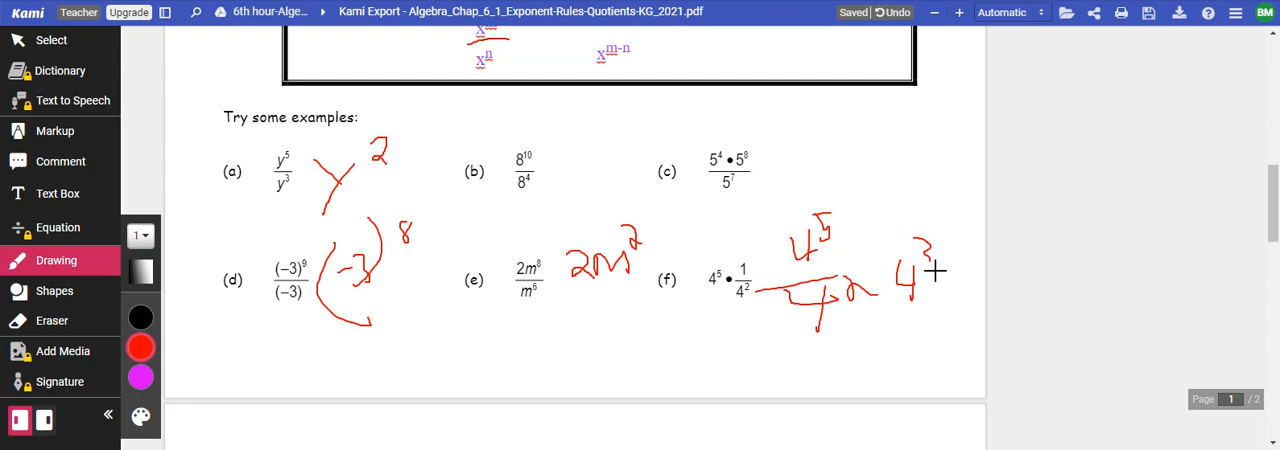 Kami Teacher Upgrade 6th hour-Alge... Kami Export - Algebra_Chap_6_1_Exponent-Rules-Quotients-KG_2021.pdf Saved Undo Automatic BM
Select
Dictionary
Text to Speech
Markup
Comment
Text Box
Equation
Drawing
Shapes
Eraser
Add Media
Signature
1
x^n x^{m-n}
Try some examples:
(a) y^5/y^3 y^2 (b) 8^{10}/8^4 (c) 5^4 • 5^8/5^7
(d) (−3)^9/(−3) (-3)^8 (e) 2m^8/m^6 2m^2 (f) 4^5 • 1/4^2 4^5/4^2 4^3
Page 1 / 2